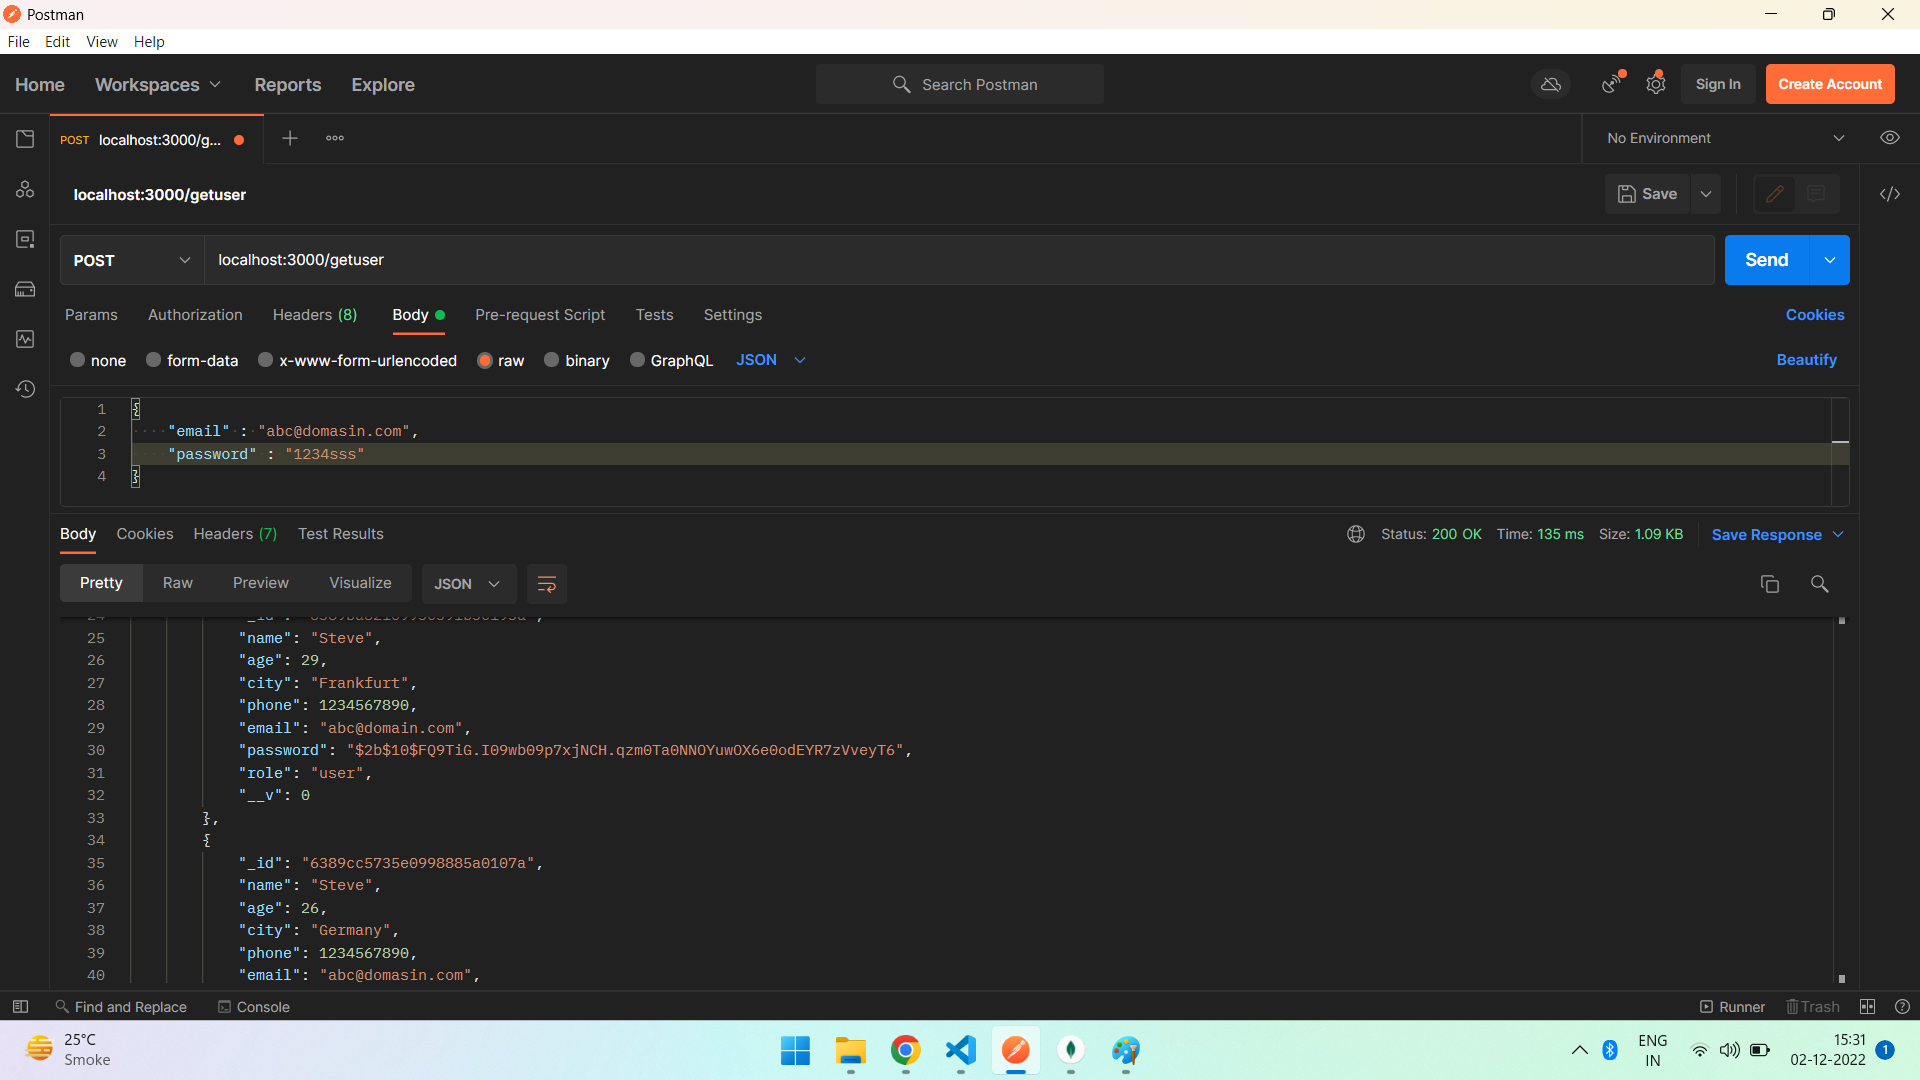 Postman
File Edit View Help
Home Workspaces Reports Explore Search Postman Sign In Create Account
POST localhost:3000/g... No Environment
localhost:3000/getuser Save
POST localhost:3000/getuser Send
Params Authorization Headers (8) Body Pre-request Script Tests Settings Cookies
none form-data x-www-form-urlencoded raw binary GraphQL JSON Beautify
1 {
2 "email" : "abc@domasin.com",
3 "password" : "1234sss"
4 }
Body Cookies Headers (7) Test Results Status: 200 OK Time: 135 ms Size: 1.09 KB Save Response
Pretty Raw Preview Visualize JSON
25 "name": "Steve",
26 "age": 29,
27 "city": "Frankfurt",
28 "phone": 1234567890,
29 "email": "abc@domain.com",
30 "password": "$2b$10$FQ9TiG.I09wb09p7xjNCH.qzm0Ta0NNOYuwOX6e0odEYR7zVveyT6",
31 "role": "user",
32 "__v": 0
33 },
34 {
35 "_id": "6389cc5735e0998885a0107a",
36 "name": "Steve",
37 "age": 26,
38 "city": "Germany",
39 "phone": 1234567890,
40 "email": "abc@domasin.com",
Find and Replace Console Runner Trash
25°C
Smoke
ENG
IN
15:31
02-12-2022
1